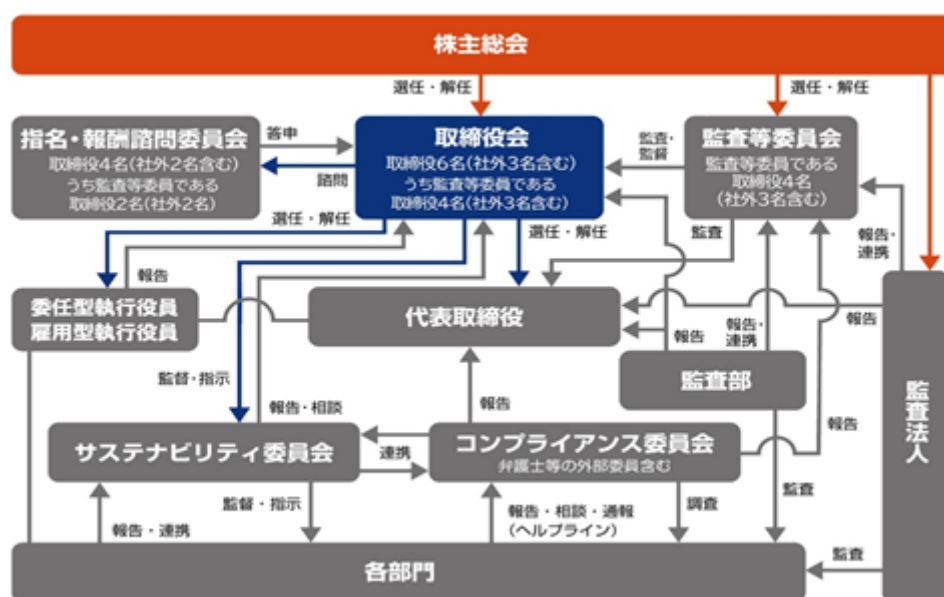 株主総会
選任・解任
選任・解任
指名・報酬諮問委員会
取締役4名(社外2名含む)
うち監査等委員である
取締役2名(社外2名)
答申
諮問
取締役会
取締役6名(社外3名含む)
うち監査等委員である
取締役4名(社外3名含む)
監査・
監督
監査等委員会
監査等委員である
取締役4名
(社外3名含む)
選任・解任
報告
選任・解任
監査
報告・
連携
委任型執行役員
雇用型執行役員
代表取締役
報告
報告・
連携
報告
監査部
監査法人
監督・指示
報告・相談
報告
報告
サステナビリティ委員会
連携
コンプライアンス委員会
弁護士等の外部委員含む
報告・連携
監督・指示
報告・相談・通報
(ヘルプライン)
調査
監査
各部門
監査